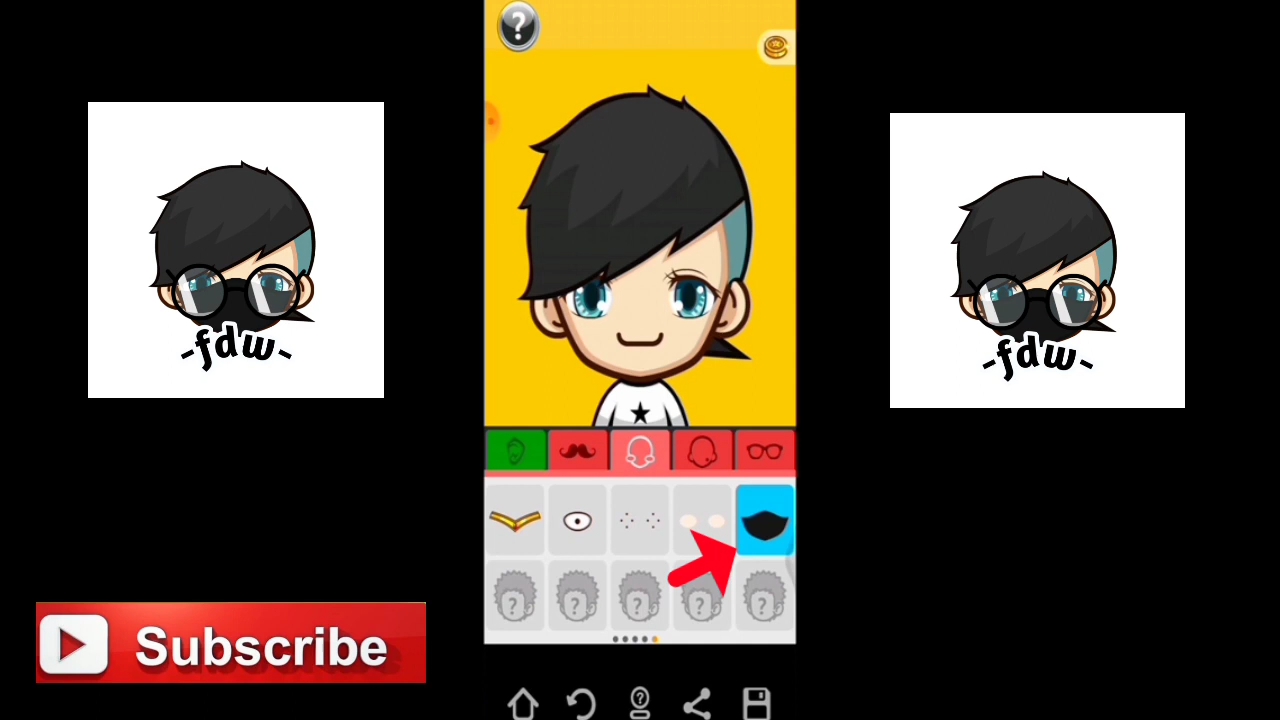 ?
-fdw-
-fdw-
? ? ? ? ?
Subscribe
?